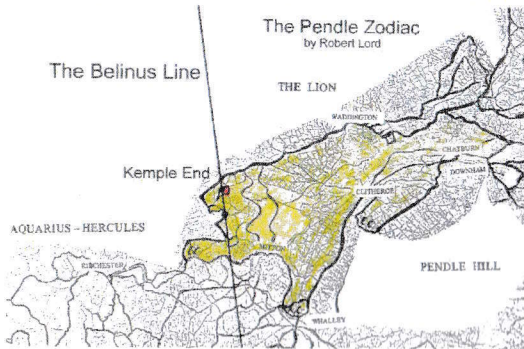 The Pendle Zodiac
by Robert Lord
The Belinus Line
THE LION
WADDINGTON
CHATBURN
Kemple End
DOWNHAM
CLITHEROE
AQUARIUS - HERCULES
MITTON
RIBCHESTER
PENDLE HILL
WHALLEY